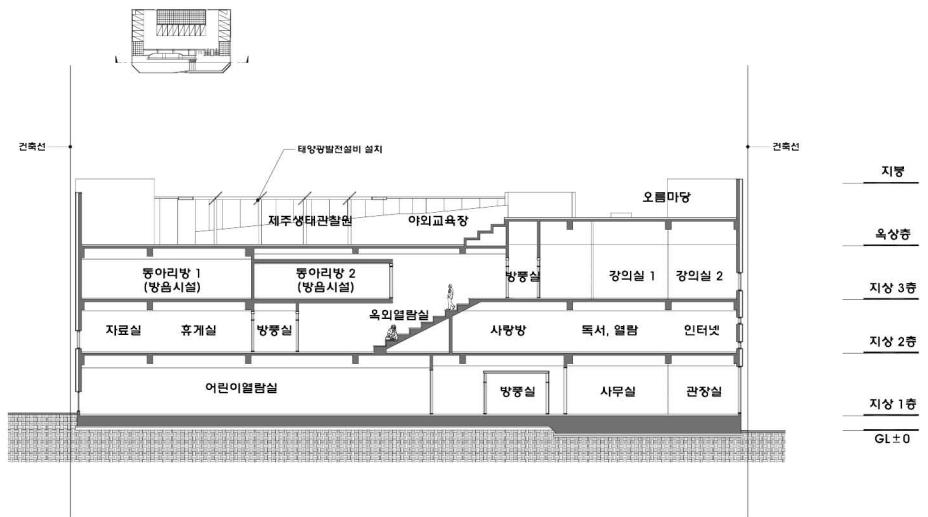 건축선
건축선
태양광발전설비 설치
지붕
오름마당
제주생태관찰원
야외교육장
옥상층
동아리방 1
(방음시설)
동아리방 2
(방음시설)
방풍실
강의실 1
강의실 2
지상 3층
옥외열람실
자료실
휴게실
방풍실
사랑방
독서, 열람
인터넷
지상 2층
어린이열람실
방풍실
사무실
관장실
지상 1층
GL±0